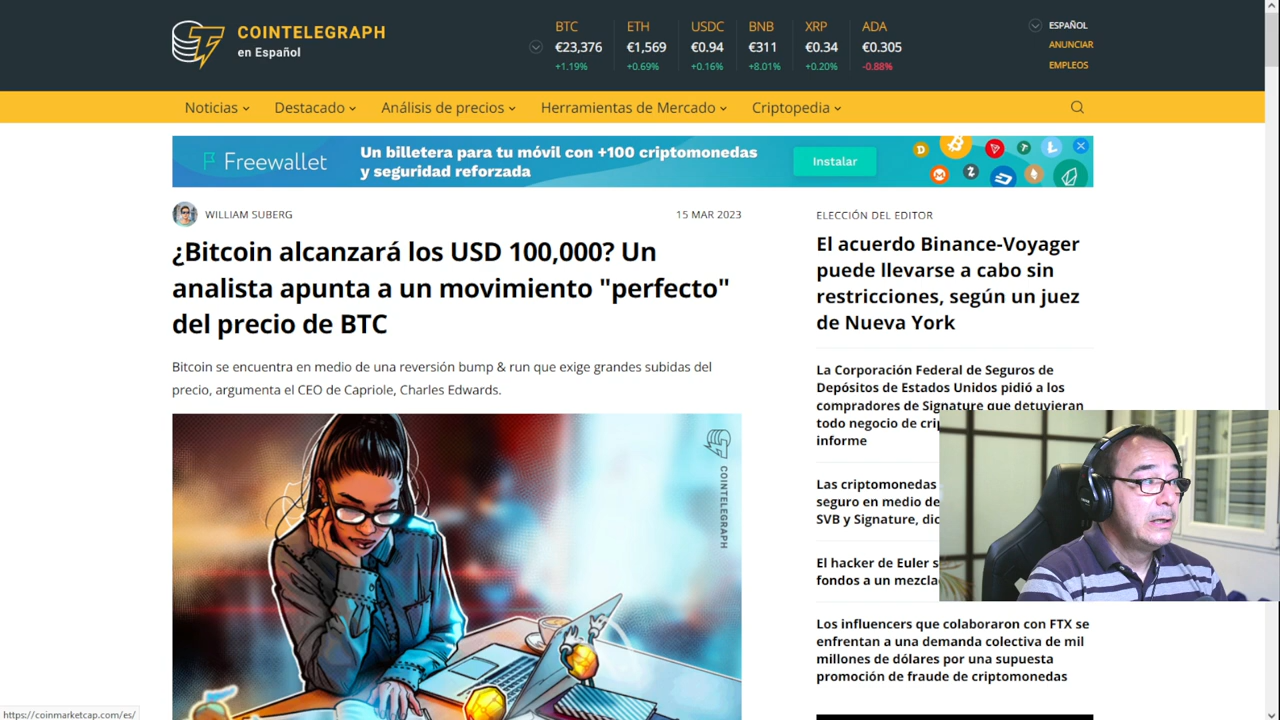 COINTELEGRAPH
en Español
BTC
€23,376
+1.19%
ETH
€1,569
+0.69%
USDC
€0.94
+0.16%
BNB
€311
+8.01%
XRP
€0.34
+0.20%
ADA
€0.305
-0.88%
ESPAÑOL
ANUNCIAR
EMPLEOS
Noticias
Destacado
Análisis de precios
Herramientas de Mercado
Criptopedia
Freewallet
Un billetera para tu móvil con +100 criptomonedas
y seguridad reforzada
Instalar
WILLIAM SUBERG
15 MAR 2023
¿Bitcoin alcanzará los USD 100,000? Un
analista apunta a un movimiento "perfecto"
del precio de BTC
Bitcoin se encuentra en medio de una reversión bump & run que exige grandes subidas del
precio, argumenta el CEO de Capriole, Charles Edwards.
COINTELEGRAPH
ELECCIÓN DEL EDITOR
El acuerdo Binance-Voyager
puede llevarse a cabo sin
restricciones, según un juez
de Nueva York
La Corporación Federal de Seguros de
Depósitos de Estados Unidos pidió a los
compradores de Signature que detuvieran
todo negocio de
informe
Las criptomonedas
seguro en medio de
SVB y Signature,
El hacker de Euler
fondos a un
Los influencers que colaboraron con FTX se
enfrentan a una demanda colectiva de mil
millones de dólares por una supuesta
promoción de fraude de criptomonedas
https://coinmarketcap.com/es/